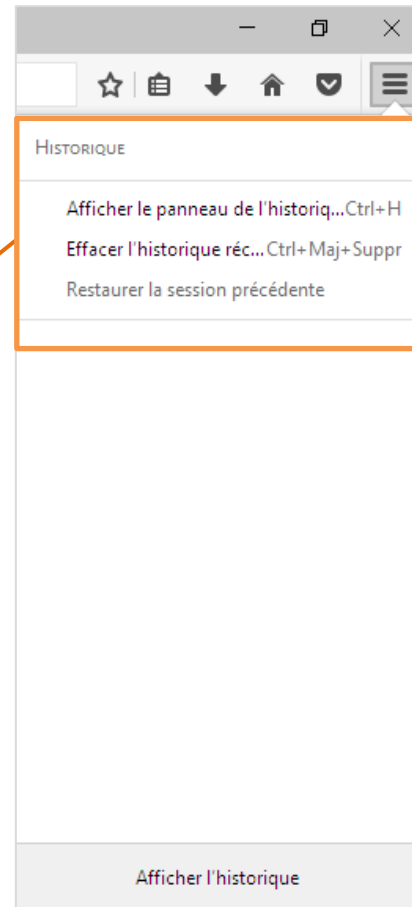 Historique
Afficher le panneau de l'historiq...Ctrl+H
Effacer l'historique réc...Ctrl+Maj+Suppr
Restaurer la session précédente
Afficher l'historique